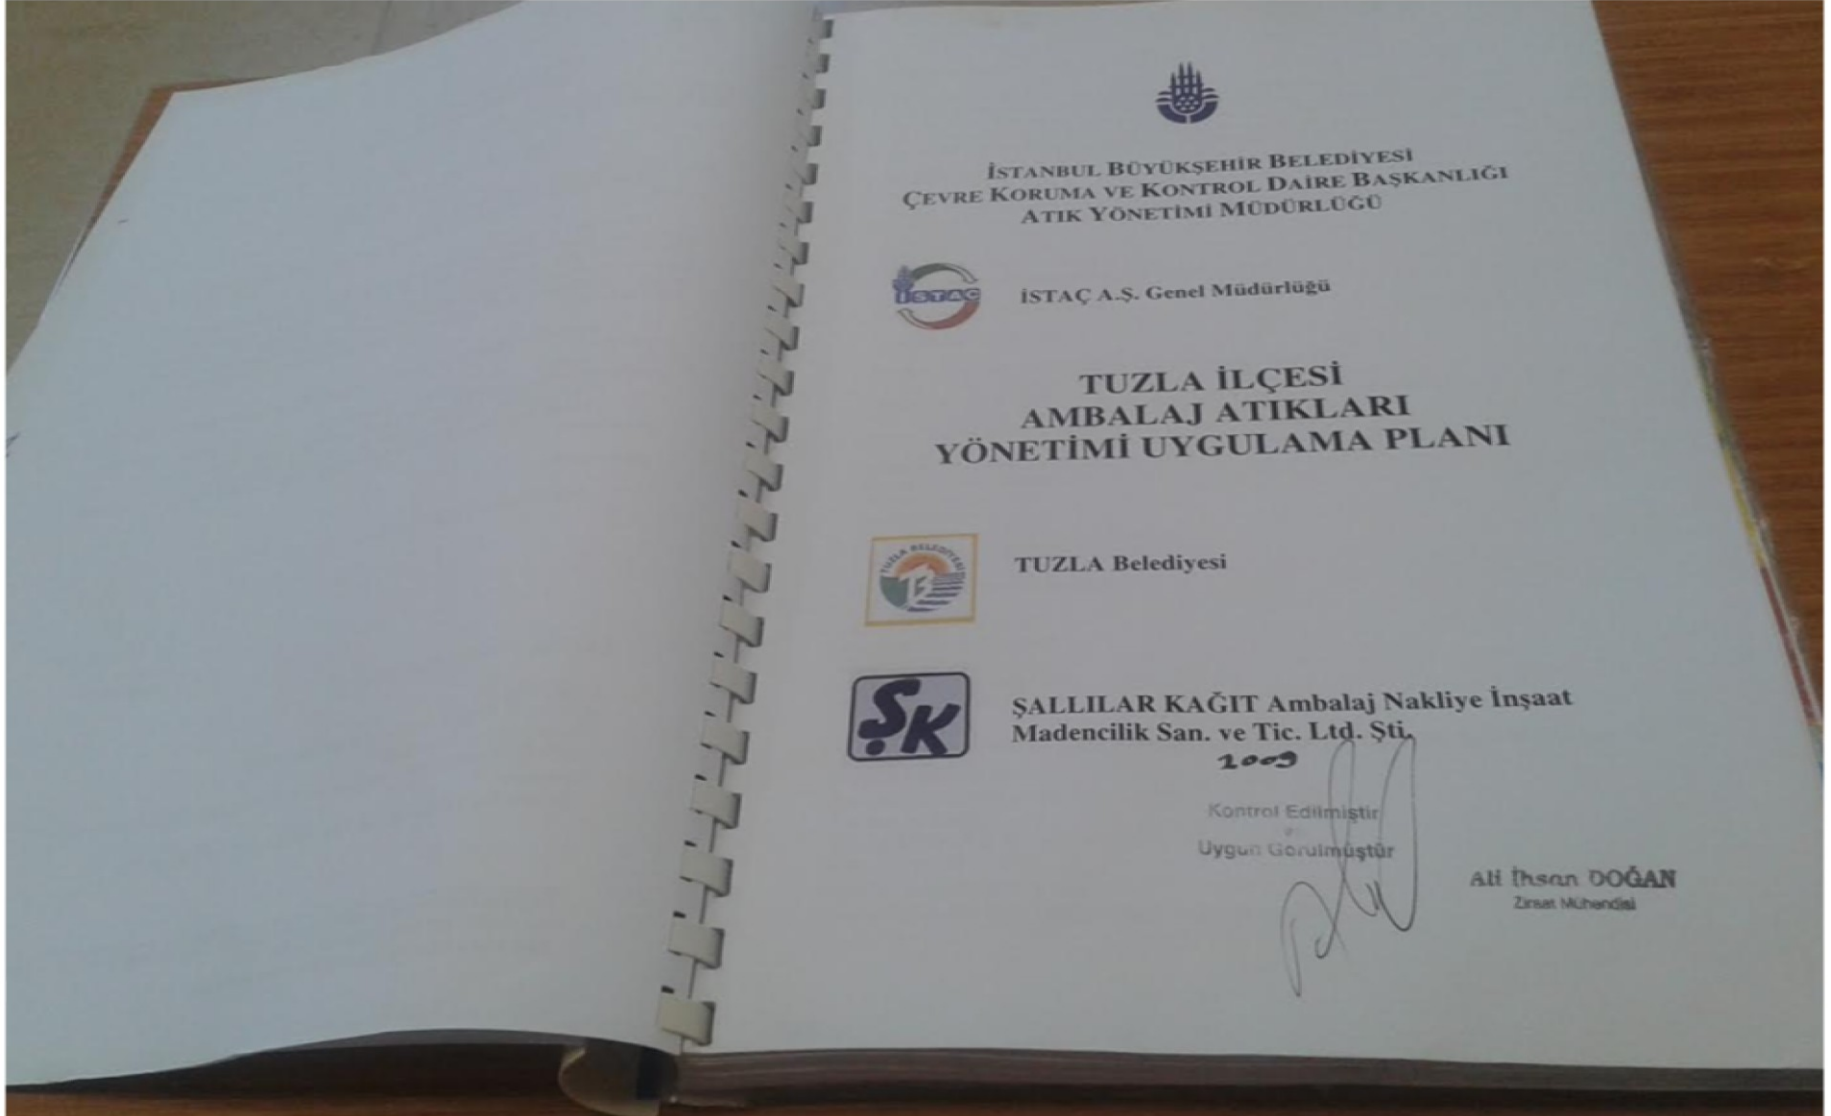 İSTANBUL BÜYÜKŞEHİR BELEDİYESİ
ÇEVRE KORUMA VE KONTROL DAİRE BAŞKANLIĞI
ATIK YÖNETİMİ MÜDÜRLÜĞÜ
İSTAÇ
İSTAÇ A.Ş. Genel Müdürlüğü
TUZLA İLÇESİ
AMBALAJ ATIKLARI
YÖNETİMİ UYGULAMA PLANI
TUZLA BELEDİYESİ
TUZLA Belediyesi
ŞK
ŞALLILAR KAĞIT Ambalaj Nakliye İnşaat
Madencilik San. ve Tic. Ltd. Şti.
2009
Kontrol Edilmiştir
Uygun Görülmüştür
Ali İhsan DOĞAN
Ziraat Mühendisi